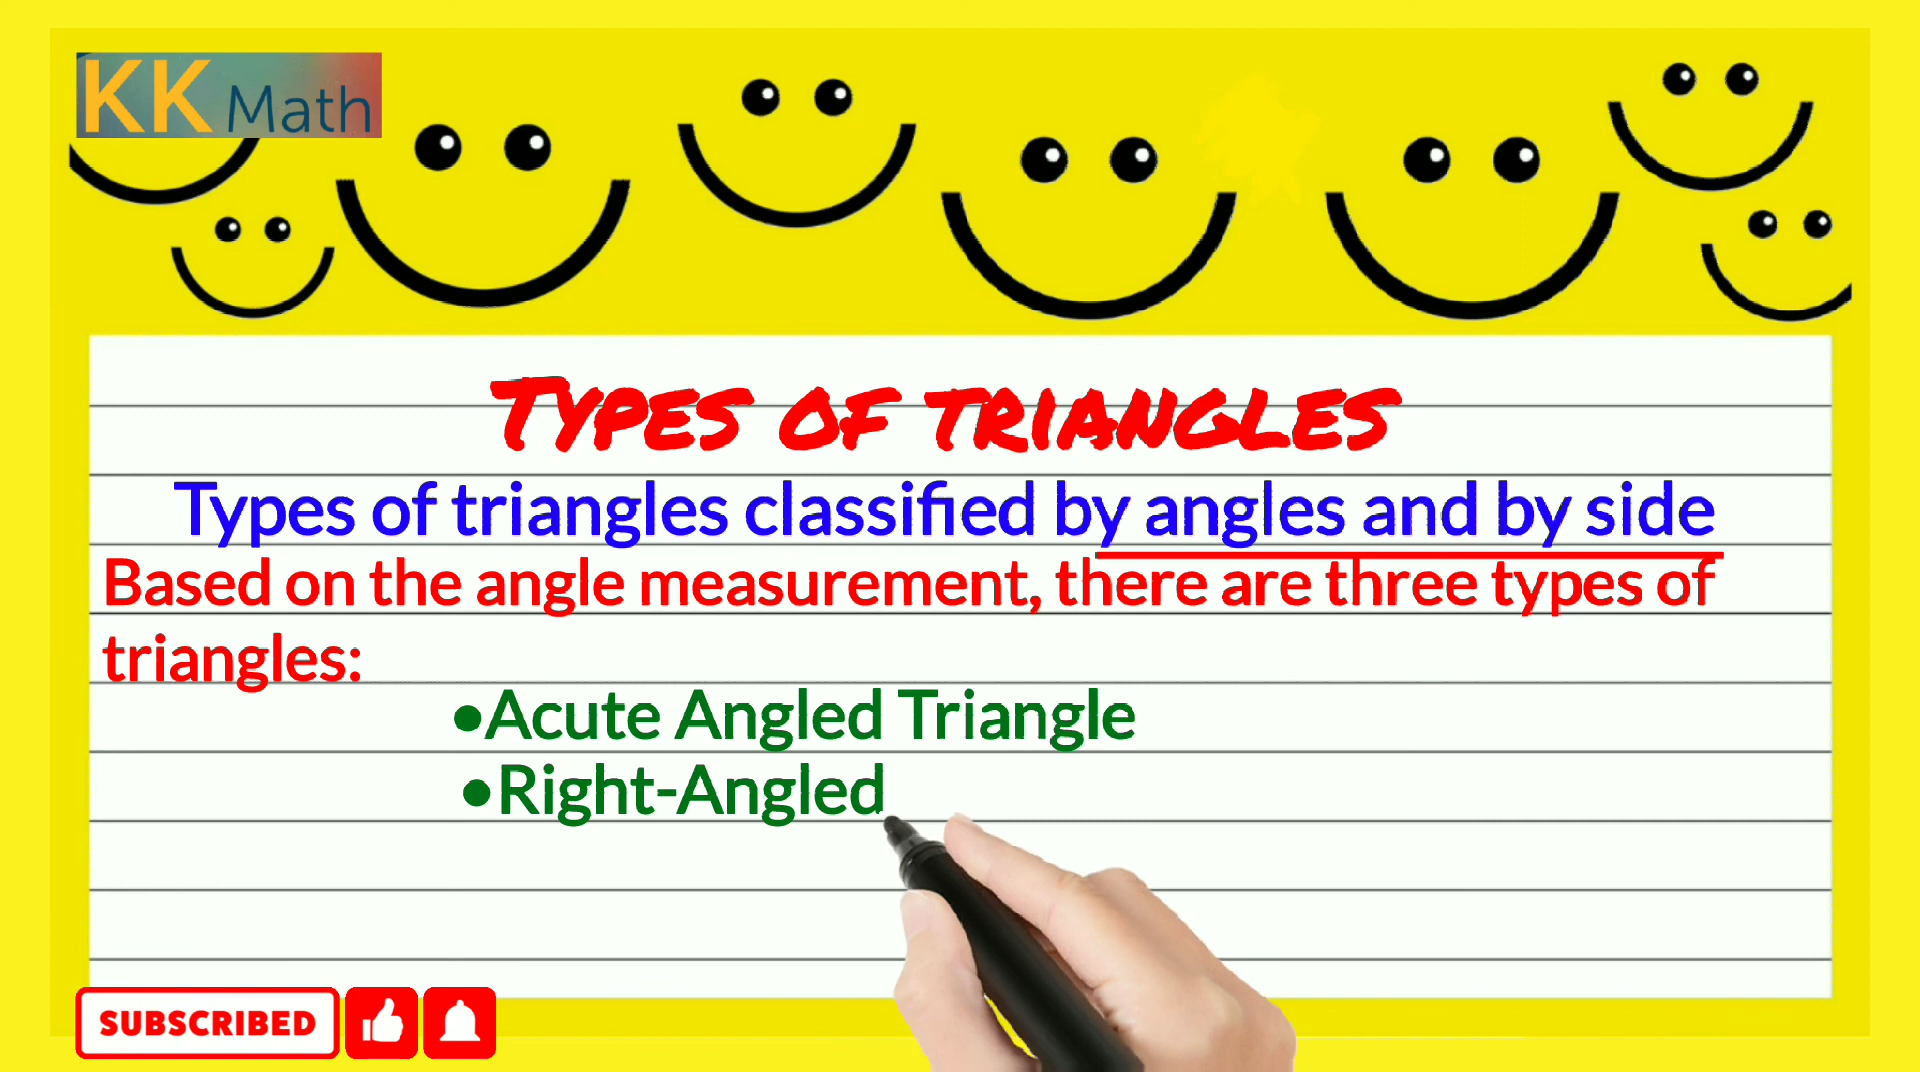 KK Math
Types of triangles
Types of triangles classified by angles and by side
Based on the angle measurement, there are three types of
triangles:
•Acute Angled Triangle
•Right-Angled
SUBSCRIBED